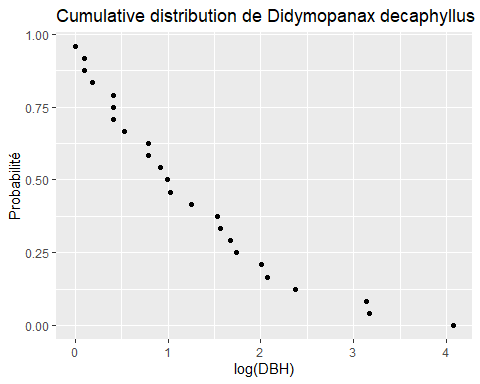 Cumulative distribution de Didymopanax decaphyllus
1.00
0.75
0.50
0.25
0.00
Probabilité
0 1 2 3 4
log(DBH)